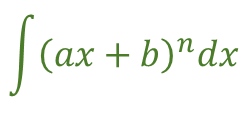 ∫(ax + b)ⁿdx